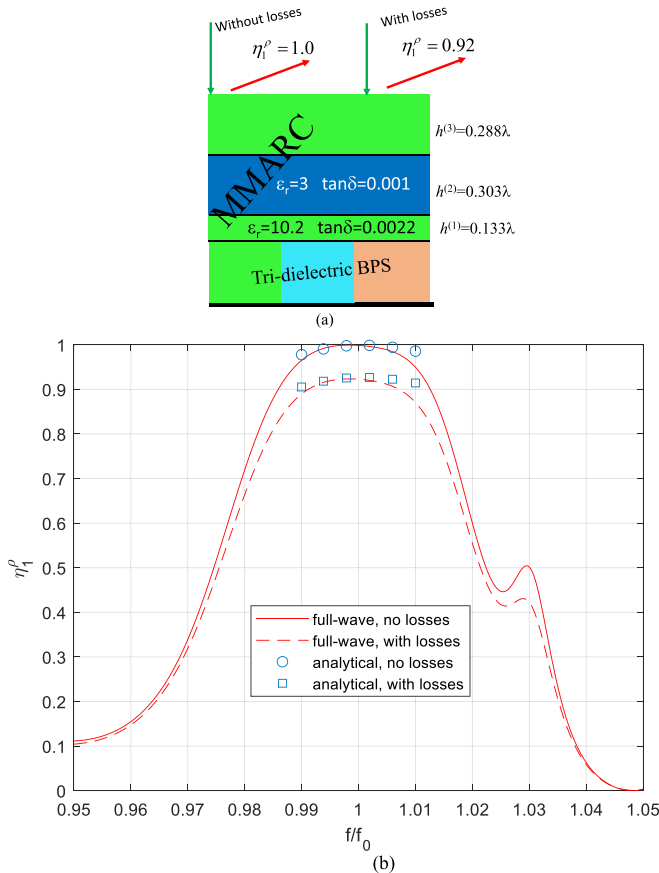 Without losses
With losses
η₁^ρ = 1.0
η₁^ρ = 0.92
MMARC
h⁽³⁾=0.288λ
εᵣ=3 tanδ=0.001
h⁽²⁾=0.303λ
εᵣ=10.2 tanδ=0.0022
h⁽¹⁾=0.133λ
Tri-dielectric BPS
(a)
1
0.9
0.8
0.7
0.6
0.5
0.4
0.3
0.2
0.1
0
η₁^ρ
full-wave, no losses
full-wave, with losses
analytical, no losses
analytical, with losses
0.95 0.96 0.97 0.98 0.99 1 1.01 1.02 1.03 1.04 1.05
f/f₀
(b)